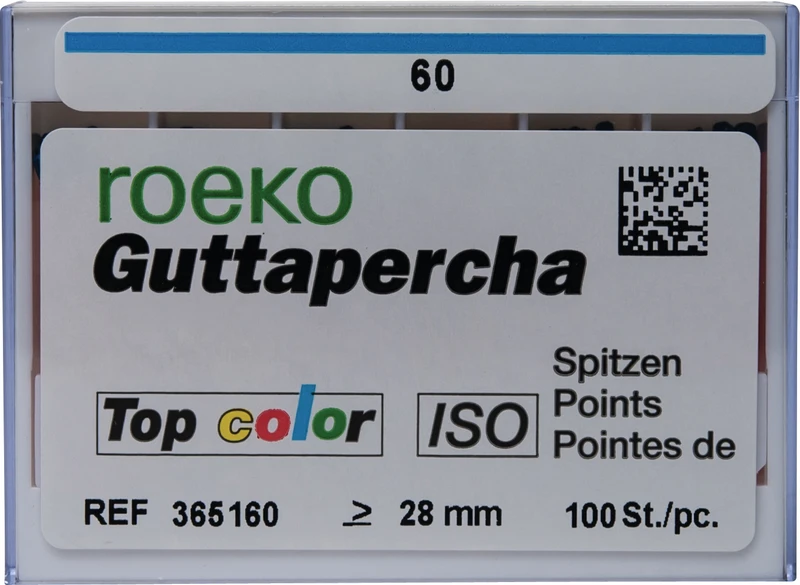 60
roeko
Guttapercha
Top color
ISO
Spitzen
Points
Pointes de
REF 365160 ≥ 28 mm 100 St./pc.